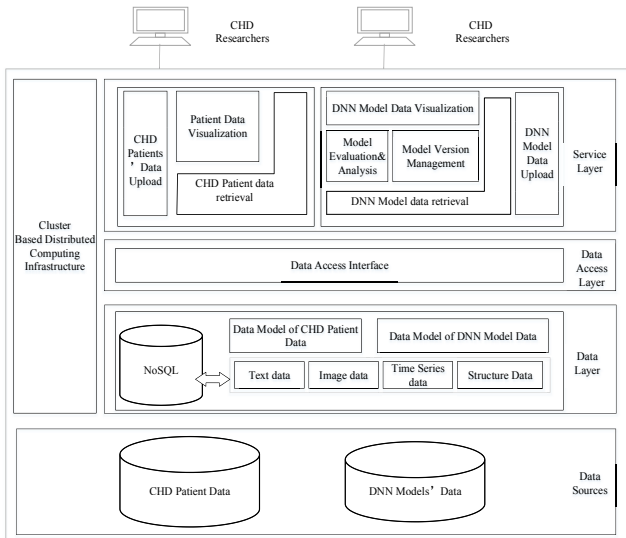 CHD
Researchers
CHD
Researchers
CHD
Patients
’ Data
Upload
Patient Data
Visualization
CHD Patient data
retrieval
DNN Model Data Visualization
Model
Evaluation&
Analysis
Model Version
Management
DNN Model data retrieval
DNN
Model
Data
Upload
Service
Layer
Cluster
Based Distributed
Computing
Infrastructure
Data Access Interface
Data
Access
Layer
NoSQL
Data Model of CHD Patient
Data
Data Model of DNN Model Data
Text data
Image data
Time Series
data
Structure Data
Data
Layer
CHD Patient Data
DNN Models’ Data
Data
Sources